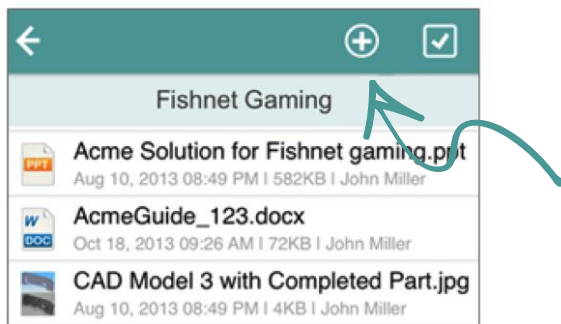 Fishnet Gaming
PPT
Acme Solution for Fishnet gaming.ppt
Aug 10, 2013 08:49 PM I 582KB I John Miller
W
DOC
AcmeGuide_123.docx
Oct 18, 2013 09:26 AM I 72KB I John Miller
CAD Model 3 with Completed Part.jpg
Aug 10, 2013 08:49 PM I 4KB I John Miller